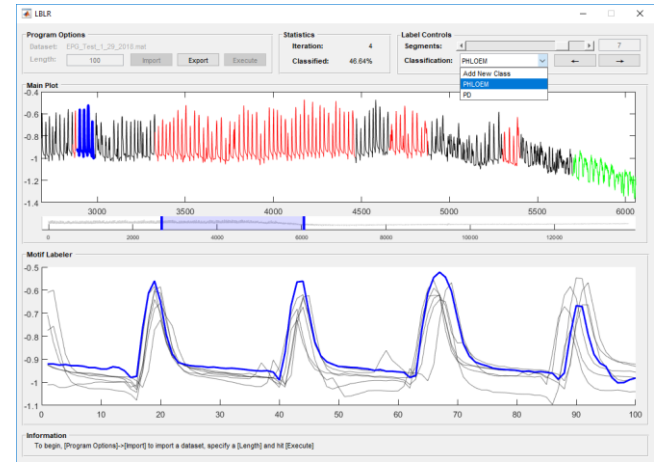 LBLR
Program Options
Dataset: EPG_Test_1_29_2018.mat
Length: 100 Import Export Execute
Statistics
Iteration: 4
Classified: 46.64%
Label Controls
Segments: 7
Classification: PHLOEM ← →
Add New Class
PHLOEM
PD
Main Plot
-0.4
-0.6
-0.8
-1
-1.2
-1.4
3000 3500 4000 4500 5000 5500 6000
0 2000 4000 6000 8000 10000 12000
Motif Labeler
-0.5
-0.6
-0.7
-0.8
-0.9
-1
-1.1
0 10 20 30 40 50 60 70 80 90 100
Information
To begin, [Program Options]->[Import] to import a dataset, specify a [Length] and hit [Execute]